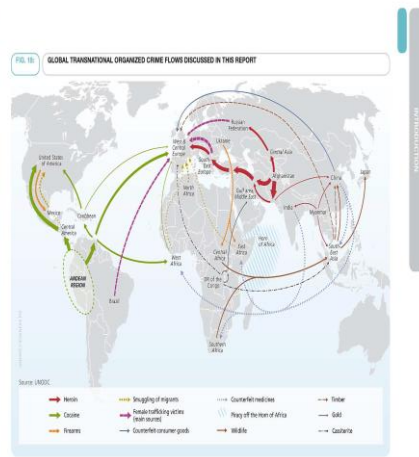 FIG. 10:
GLOBAL TRANSNATIONAL ORGANIZED CRIME FLOWS DISCUSSED IN THIS REPORT
INTRODUCTION
Russian
Federation
West &
Central
Europe
Ukraine
United States
of America
South-
East
Europe
Central Asia
Afghanistan
China
Japan
North
Africa
Gulf area
Middle East
Mexico
Caribbean
India
Myanmar
Central
America
West
Africa
Central
Africa
East
Africa
Horn
of Africa
South-
East
Asia
ANDEAN
REGION
DR of the
Congo
Brazil
Southern
Africa
Source: UNODC
Heroin
Smuggling of migrants
Counterfeit medicines
Timber
Cocaine
Female trafficking victims
(main sources)
Piracy off the Horn of Africa
Gold
Firearms
Counterfeit consumer goods
Wildlife
Cassiterite